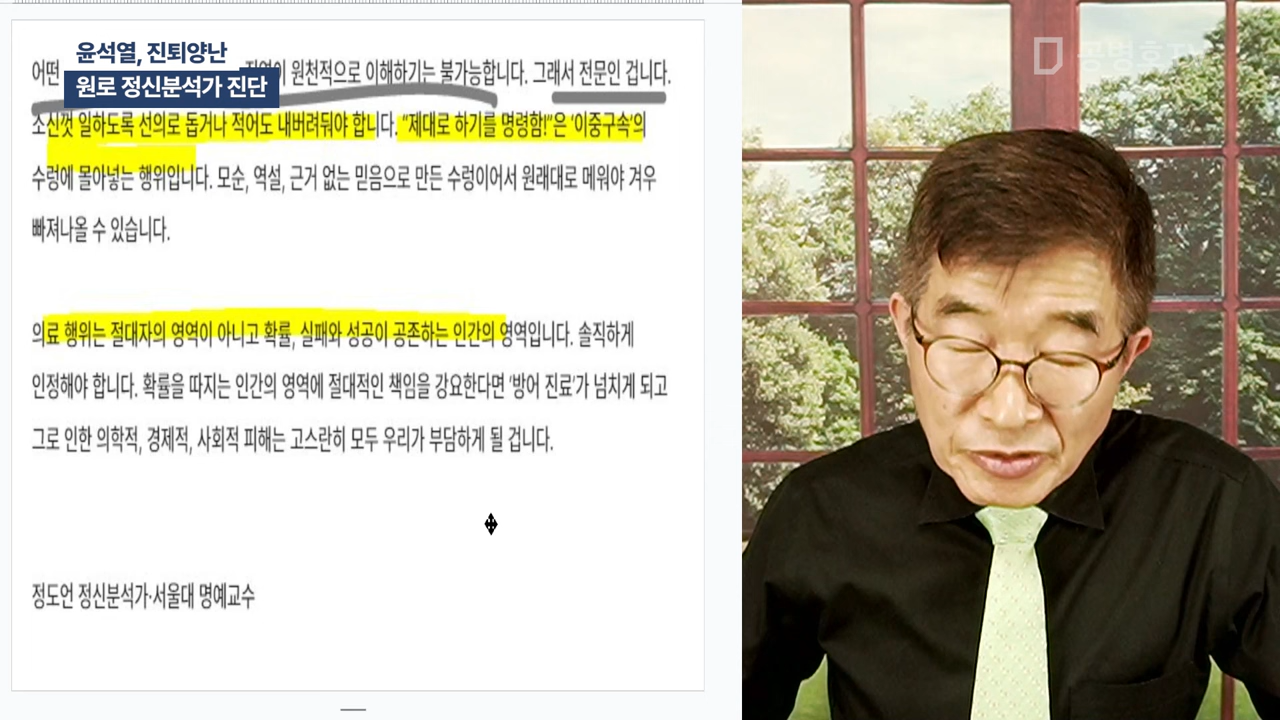 윤석열, 진퇴양난
원로 정신분석가 진단
어떤 이 원천적으로 이해하기는 불가능합니다. 그래서 전문인 겁니다.
소신껏 일하도록 선의로 돕거나 적어도 내버려둬야 합니다. "제대로 하기를 명령함!"은 '이중구속'의
수렁에 몰아넣는 행위입니다. 모순, 역설, 근거 없는 믿음으로 만든 수렁이어서 원래대로 메워야 겨우
빠져나올 수 있습니다.
의료 행위는 절대자의 영역이 아니고 확률, 실패와 성공이 공존하는 인간의 영역입니다. 솔직하게
인정해야 합니다. 확률을 따지는 인간의 영역에 절대적인 책임을 강요한다면 '방어 진료'가 넘치게 되고
그로 인한 의학적, 경제적, 사회적 피해는 고스란히 모두 우리가 부담하게 될 겁니다.
정도언 정신분석가·서울대 명예교수
공병호